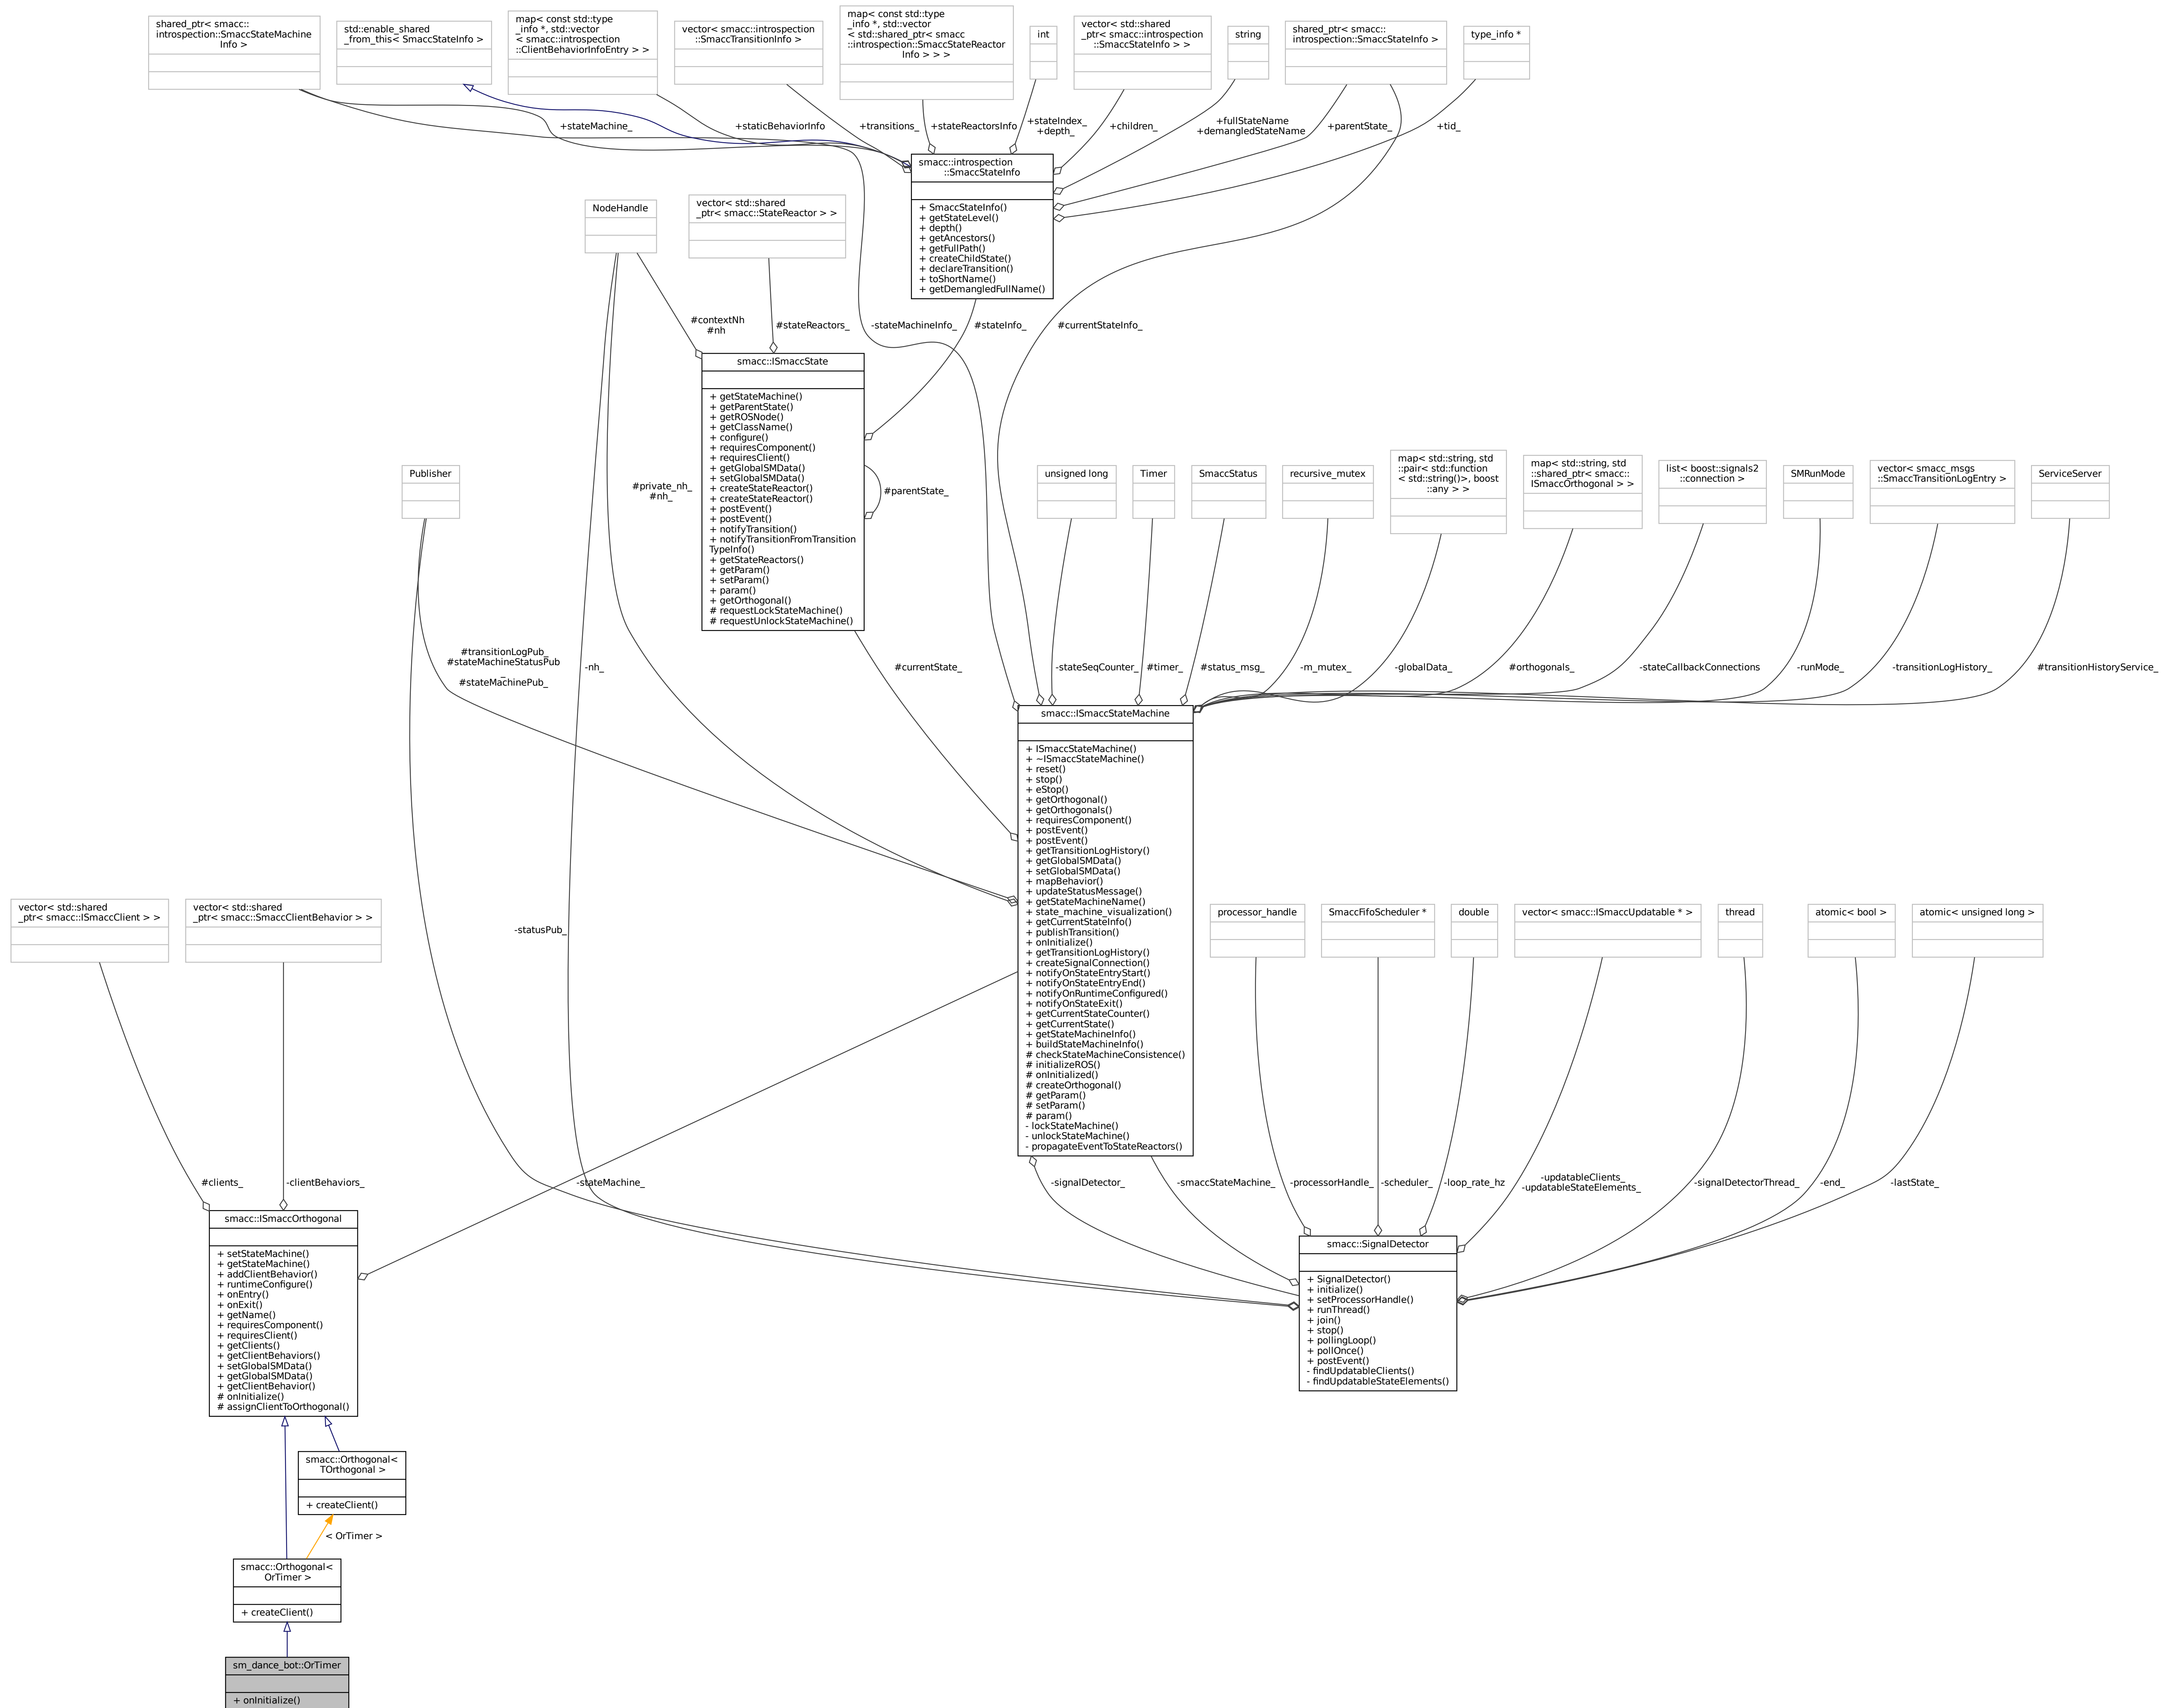 shared_ptr< smacc::
introspection::SmaccStateMachine
Info >
std::enable_shared
_from_this< SmaccStateInfo >
map< const std::type
_info *, std::vector
< smacc::introspection
::ClientBehaviorInfoEntry > >
vector< smacc::introspection
::SmaccTransitionInfo >
map< const std::type
_info *, std::vector
< std::shared_ptr< smacc
::introspection::SmaccStateReactor
Info > > >
int
vector< std::shared
_ptr< smacc::introspection
::SmaccStateInfo > >
string
shared_ptr< smacc::
introspection::SmaccStateInfo >
type_info *
+stateMachine_
+staticBehaviorInfo
+transitions_
+stateReactorsInfo
+stateIndex_
+depth_
+children_
+fullStateName
+demangledStateName
+parentState_
+tid_
smacc::introspection
::SmaccStateInfo
+ SmaccStateInfo()
+ getStateLevel()
+ depth()
+ getAncestors()
+ getFullPath()
+ createChildState()
+ declareTransition()
+ toShortName()
+ getDemangledFullName()
NodeHandle
vector< std::shared
_ptr< smacc::StateReactor > >
#contextNh
#nh
#stateReactors_
-stateMachineInfo_
#stateInfo_
#currentStateInfo_
smacc::ISmaccState
+ getStateMachine()
+ getParentState()
+ getROSNode()
+ getClassName()
+ configure()
+ requiresComponent()
+ requiresClient()
+ getGlobalSMData()
+ setGlobalSMData()
+ createStateReactor()
+ createStateReactor()
+ postEvent()
+ postEvent()
+ notifyTransition()
+ notifyTransitionFromTransition
TypeInfo()
+ getStateReactors()
+ getParam()
+ setParam()
+ param()
+ getOrthogonal()
# requestLockStateMachine()
# requestUnlockStateMachine()
#parentState_
#private_nh_
#nh_
Publisher
unsigned long
Timer
SmaccStatus
recursive_mutex
map< std::string, std
::pair< std::function
< std::string()>, boost
::any > >
map< std::string, std
::shared_ptr< smacc::
ISmaccOrthogonal > >
list< boost::signals2
::connection >
SMRunMode
vector< smacc_msgs
::SmaccTransitionLogEntry >
ServiceServer
#transitionLogPub_
#stateMachineStatusPub
_
#stateMachinePub_
-nh_
#currentState_
-stateSeqCounter_
#timer_
#status_msg_
-m_mutex_
-globalData_
#orthogonals_
-stateCallbackConnections
-runMode_
-transitionLogHistory_
#transitionHistoryService_
smacc::ISmaccStateMachine
+ ISmaccStateMachine()
+ ~ISmaccStateMachine()
+ reset()
+ stop()
+ eStop()
+ getOrthogonal()
+ getOrthogonals()
+ requiresComponent()
+ postEvent()
+ postEvent()
+ getTransitionLogHistory()
+ getGlobalSMData()
+ setGlobalSMData()
+ mapBehavior()
+ updateStatusMessage()
+ getStateMachineName()
+ state_machine_visualization()
+ getCurrentStateInfo()
+ publishTransition()
+ onInitialize()
+ getTransitionLogHistory()
+ createSignalConnection()
+ notifyOnStateEntryStart()
+ notifyOnStateEntryEnd()
+ notifyOnRuntimeConfigured()
+ notifyOnStateExit()
+ getCurrentStateCounter()
+ getCurrentState()
+ getStateMachineInfo()
+ buildStateMachineInfo()
# checkStateMachineConsistence()
# initializeROS()
# onInitialized()
# createOrthogonal()
# getParam()
# setParam()
# param()
- lockStateMachine()
- unlockStateMachine()
- propagateEventToStateReactors()
vector< std::shared
_ptr< smacc::ISmaccClient > >
vector< std::shared
_ptr< smacc::SmaccClientBehavior > >
-statusPub_
processor_handle
SmaccFifoScheduler *
double
vector< smacc::ISmaccUpdatable * >
thread
atomic< bool >
atomic< unsigned long >
#clients_
-clientBehaviors_
-stateMachine_
-signalDetector_
-smaccStateMachine_
-processorHandle_
-scheduler_
-loop_rate_hz
-updatableClients_
-updatableStateElements_
-signalDetectorThread_
-end_
-lastState_
smacc::ISmaccOrthogonal
+ setStateMachine()
+ getStateMachine()
+ addClientBehavior()
+ runtimeConfigure()
+ onEntry()
+ onExit()
+ getName()
+ requiresComponent()
+ requiresClient()
+ getClients()
+ getClientBehaviors()
+ setGlobalSMData()
+ getGlobalSMData()
+ getClientBehavior()
# onInitialize()
# assignClientToOrthogonal()
smacc::SignalDetector
+ SignalDetector()
+ initialize()
+ setProcessorHandle()
+ runThread()
+ join()
+ stop()
+ pollingLoop()
+ pollOnce()
+ postEvent()
- findUpdatableClients()
- findUpdatableStateElements()
smacc::Orthogonal<
TOrthogonal >
+ createClient()
< OrTimer >
smacc::Orthogonal<
OrTimer >
+ createClient()
sm_dance_bot::OrTimer
+ onInitialize()